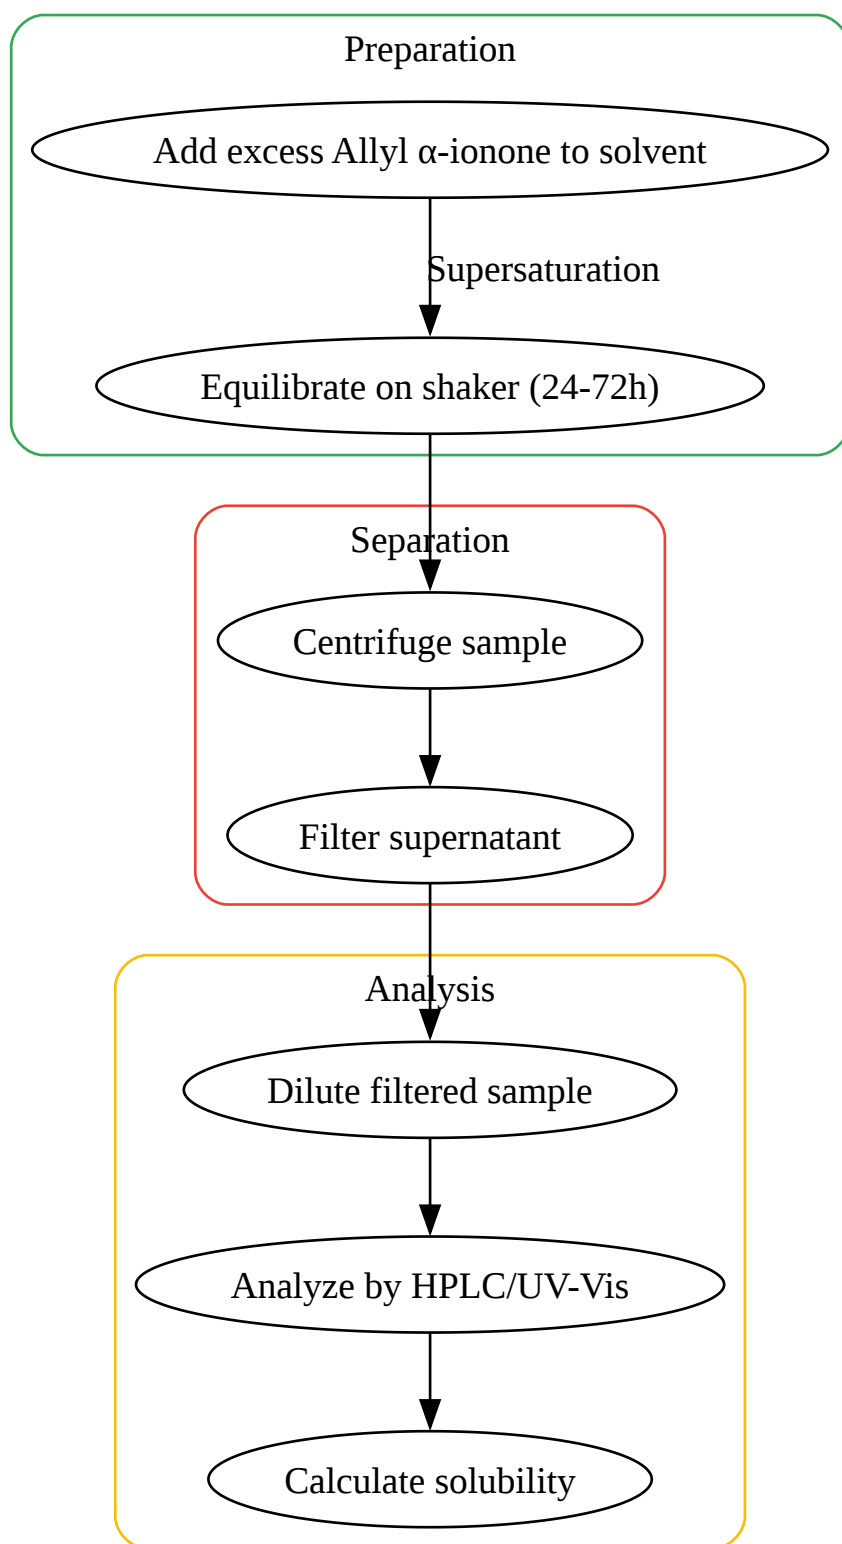 Preparation
Add excess Allyl α-ionone to solvent
Supersaturation
Equilibrate on shaker (24-72h)
Separation
Centrifuge sample
Filter supernatant
Analysis
Dilute filtered sample
Analyze by HPLC/UV-Vis
Calculate solubility